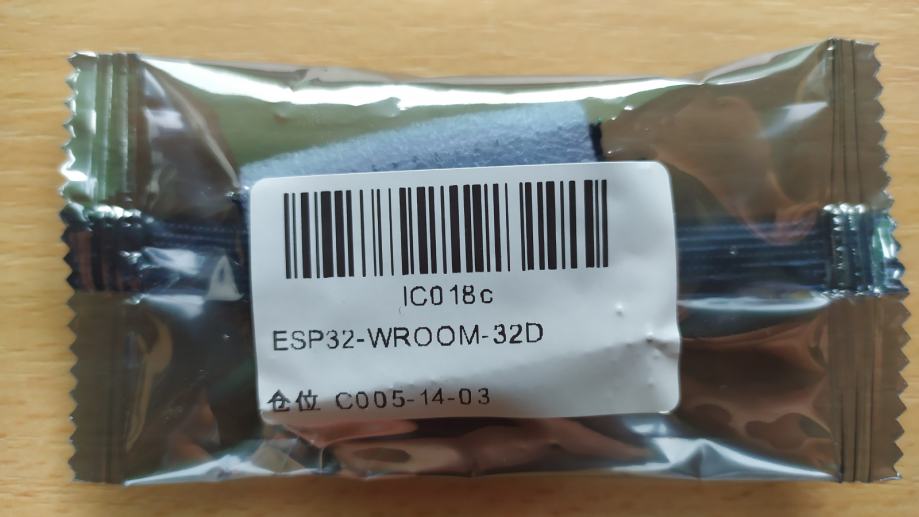 IC018c
ESP32-WROOM-32D
仓位 C005-14-03